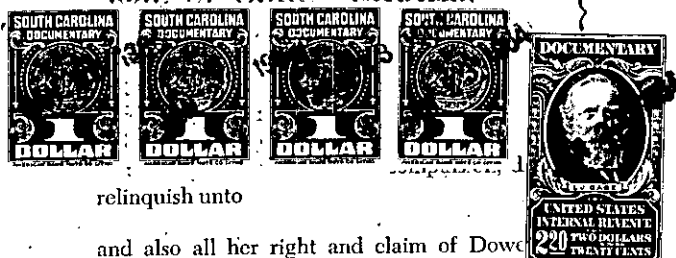 SOUTH CAROLINA SOUTH CAROLINA SOUTH CAROLINA SOUTH CAROLINA
DOCUMENTARY DOCUMENTARY DOCUMENTARY DOCUMENTARY
1 1 1 1
DOLLAR DOLLAR DOLLAR DOLLAR
DOCUMENTARY
UNITED STATES
INTERNAL REVENUE
220 TWO DOLLARS
TWENTY CENTS
relinquish unto
and also all her right and claim of